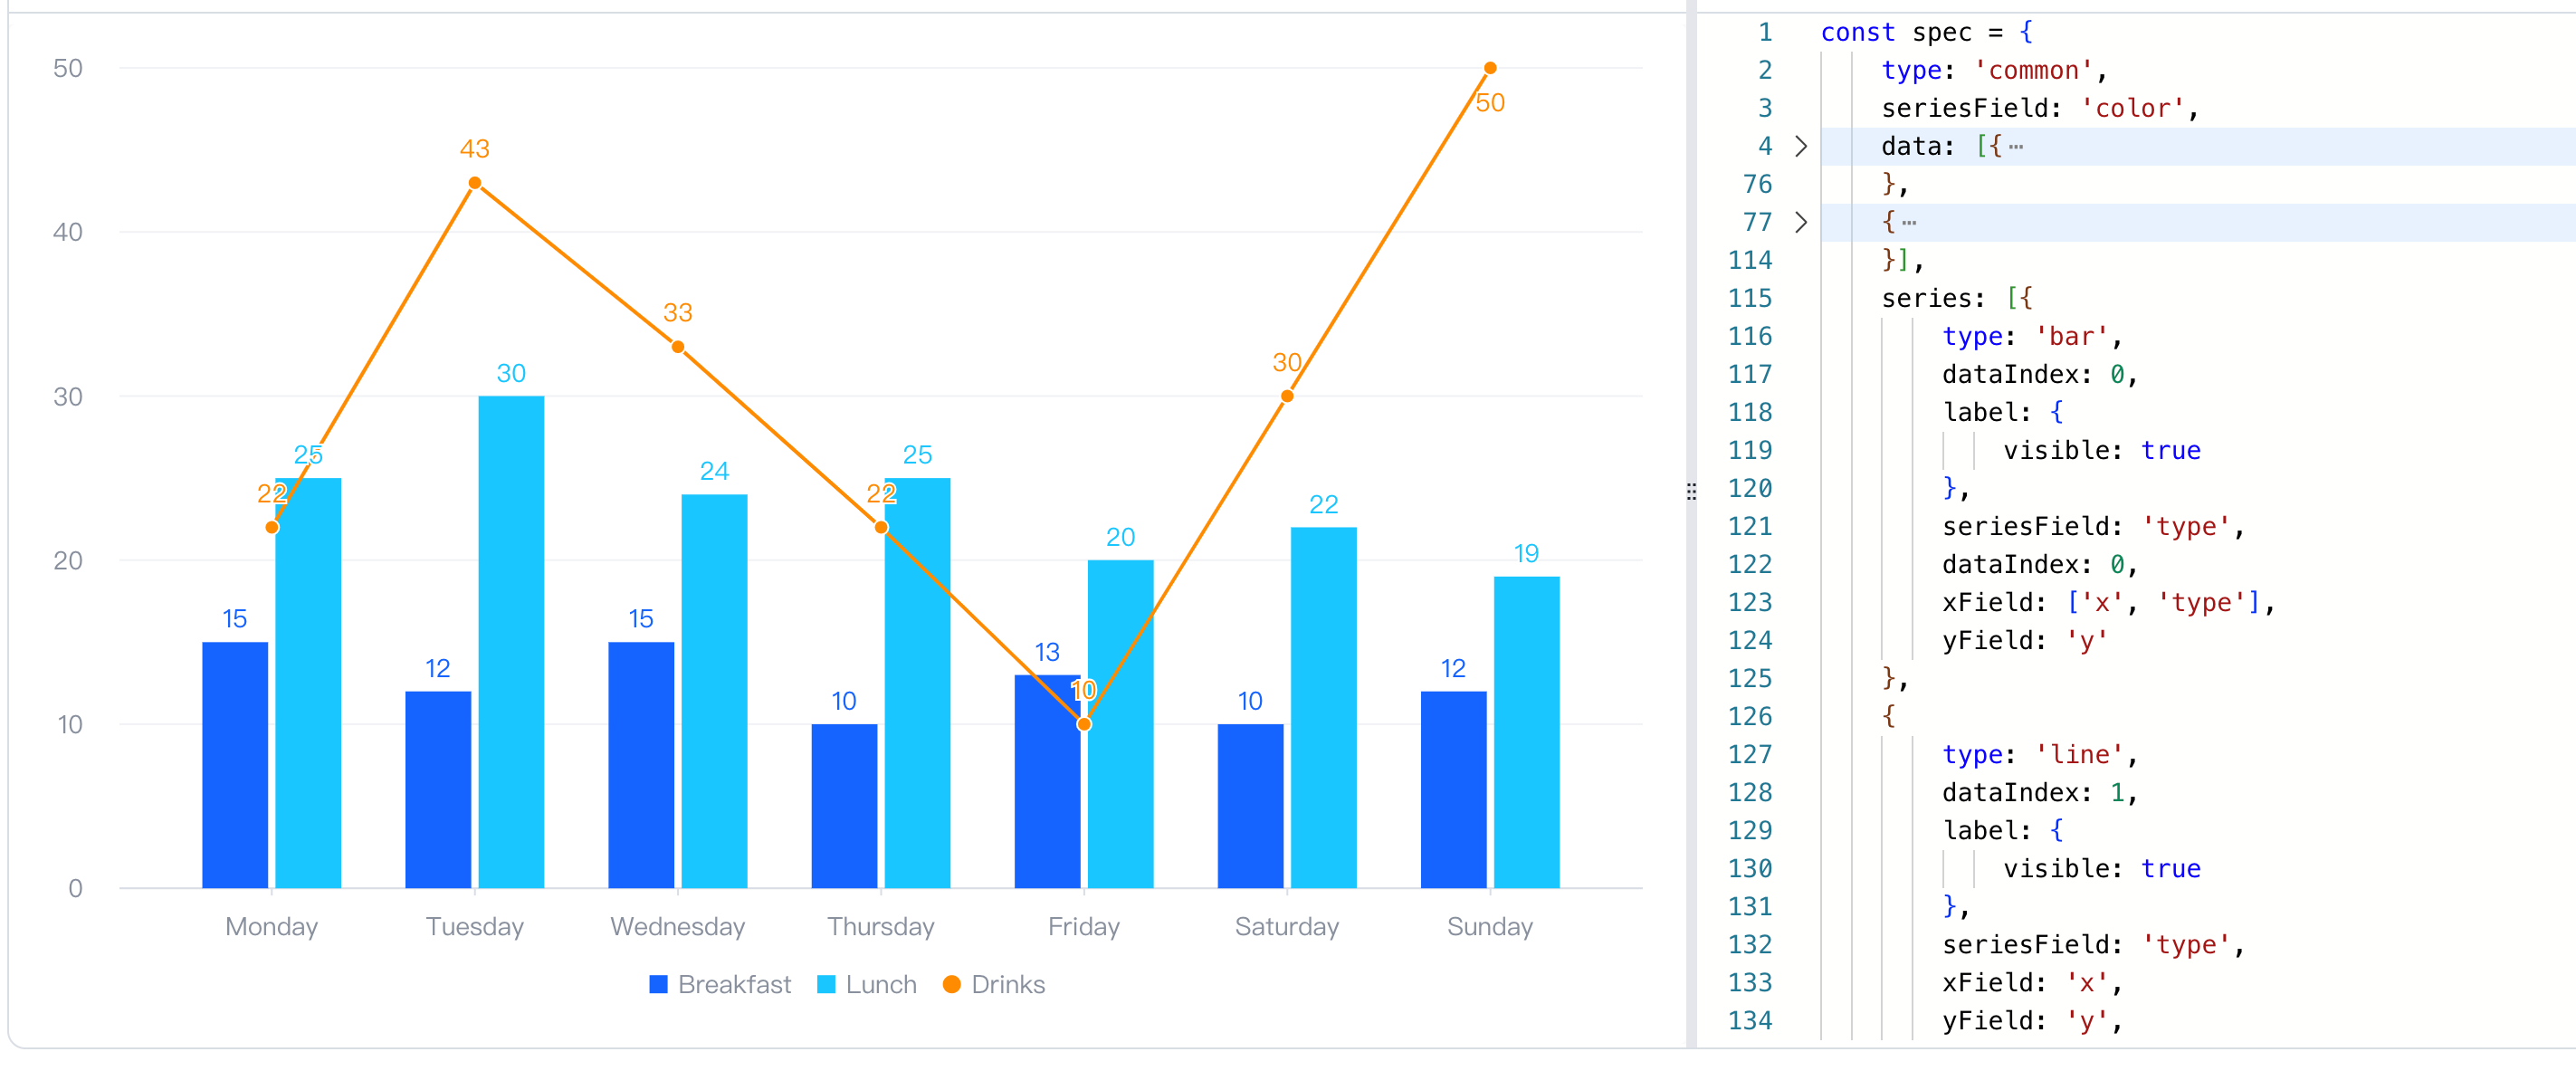 50
40
30
20
10
0
43
33
22
22
10
30
50
15
25
12
30
15
24
10
25
13
20
10
22
12
19
Monday Tuesday Wednesday Thursday Friday Saturday Sunday
Breakfast Lunch Drinks
1 const spec = {
2 type: 'common',
3 seriesField: 'color',
4 data: [{ ⋯
76 },
77 { ⋯
114 }],
115 series: [{
116 type: 'bar',
117 dataIndex: 0,
118 label: {
119 visible: true
120 },
121 seriesField: 'type',
122 dataIndex: 0,
123 xField: ['x', 'type'],
124 yField: 'y'
125 },
126 {
127 type: 'line',
128 dataIndex: 1,
129 label: {
130 visible: true
131 },
132 seriesField: 'type',
133 xField: 'x',
134 yField: 'y',